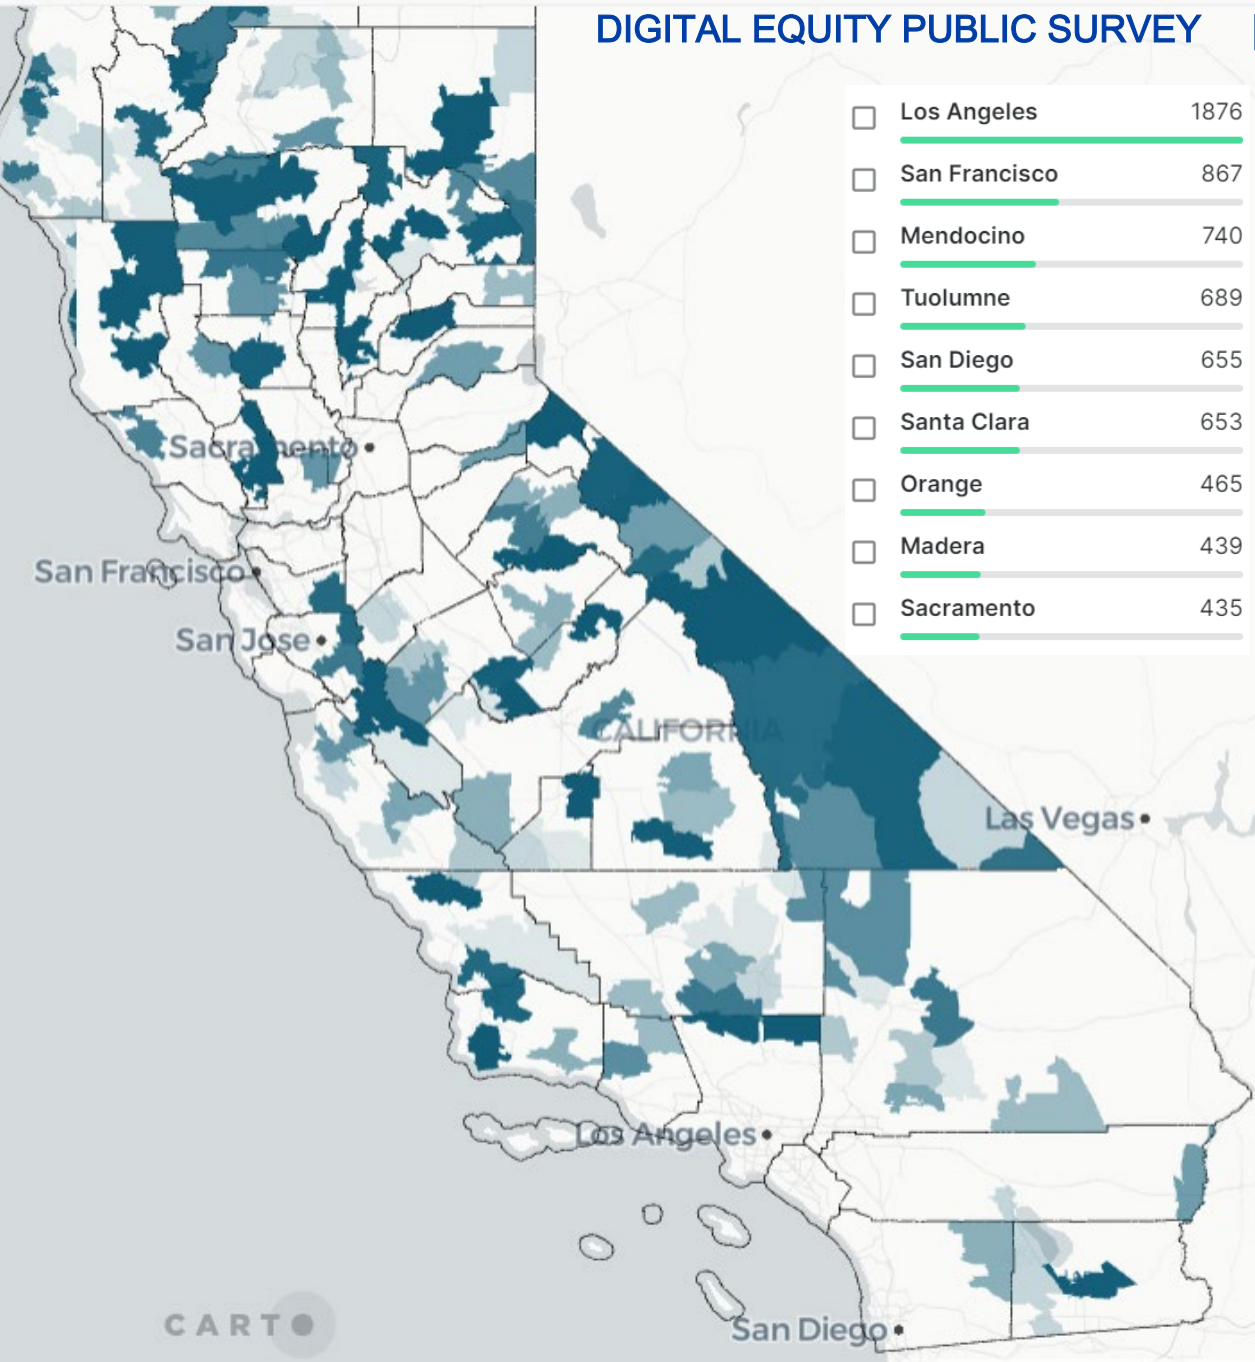 DIGITAL EQUITY PUBLIC SURVEY
Los Angeles 1876
San Francisco 867
Mendocino 740
Tuolumne 689
San Diego 655
Santa Clara 653
Orange 465
Madera 439
Sacramento 435
Sacramento
San Francisco
San Jose
CALIFORNIA
Las Vegas
Los Angeles
San Diego
CARTO